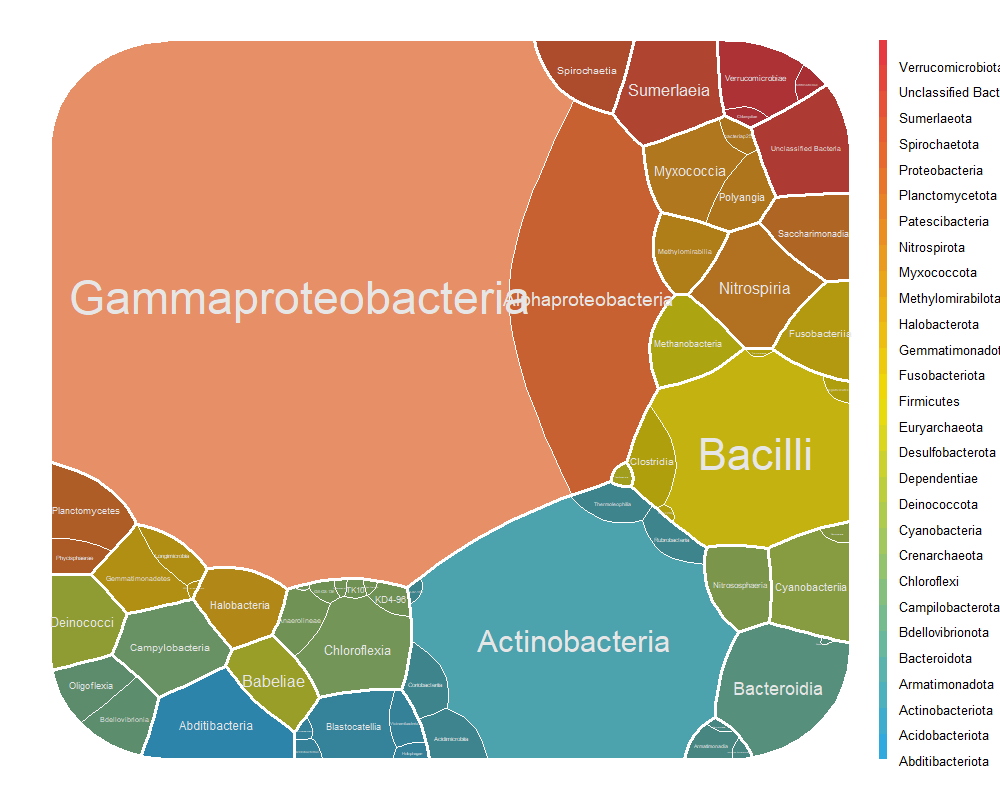 Spirochaetia
Sumerlaeia
Verrucomicrobiae
Unclassified Bacteria
Myxococcia
Polyangia
Saccharimonadia
Methylomirabilia
Nitrospiria
Gammaproteobacteria
Alphaproteobacteria
Fusobacteriia
Methanobacteria
Bacilli
Clostridia
Planctomycetes
Phycisphaerae
Thermoleophilia
Rubrobacteria
Longimicrobia
Gemmatimonadetes
Nitrososphaeria
Cyanobacteriia
Halobacteria
TK10
KD4-96
Anaerolineae
Deinococci
Campylobacteria
Chloroflexia
Actinobacteria
Babeliae
Oligoflexia
Coriobacteriia
Bacteroidia
Bdellovibrionia
Abditibacteria
Blastocatellia
Acidimicrobiia
Armatimonadia
Verrucomicrobiota
Unclassified Bact
Sumerlaeota
Spirochaetota
Proteobacteria
Planctomycetota
Patescibacteria
Nitrospirota
Myxococcota
Methylomirabilota
Halobacterota
Gemmatimonadot
Fusobacteriota
Firmicutes
Euryarchaeota
Desulfobacterota
Dependentiae
Deinococcota
Cyanobacteria
Crenarchaeota
Chloroflexi
Campilobacterota
Bdellovibrionota
Bacteroidota
Armatimonadota
Actinobacteriota
Acidobacteriota
Abditibacteriota